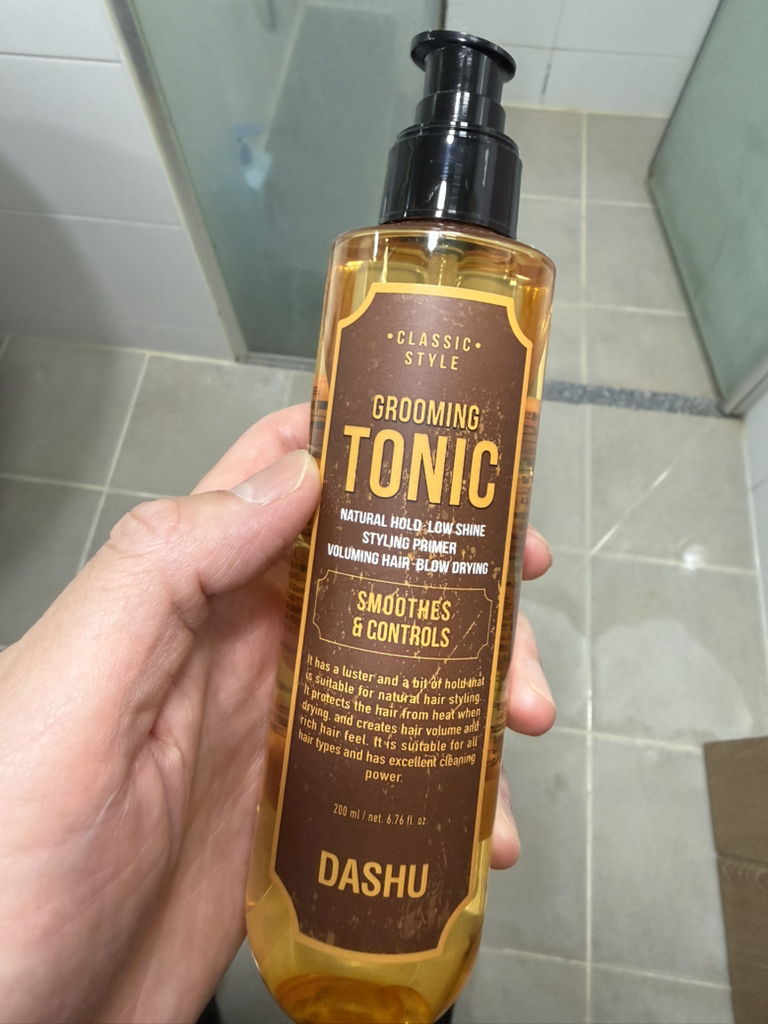 •CLASSIC•
STYLE
GROOMING
TONIC
NATURAL HOLD·LOW SHINE
STYLING PRIMER
VOLUMING HAIR·BLOW DRYING
SMOOTHES
& CONTROLS
It has a luster and a bit of hold that
is suitable for natural hair styling.
It protects the hair from heat when
drying, and creates hair volume and
rich hair feel. It is suitable for all
hair types and has excellent cleaning
power.
200 ml / net. 6.76 fl. oz.
DASHU